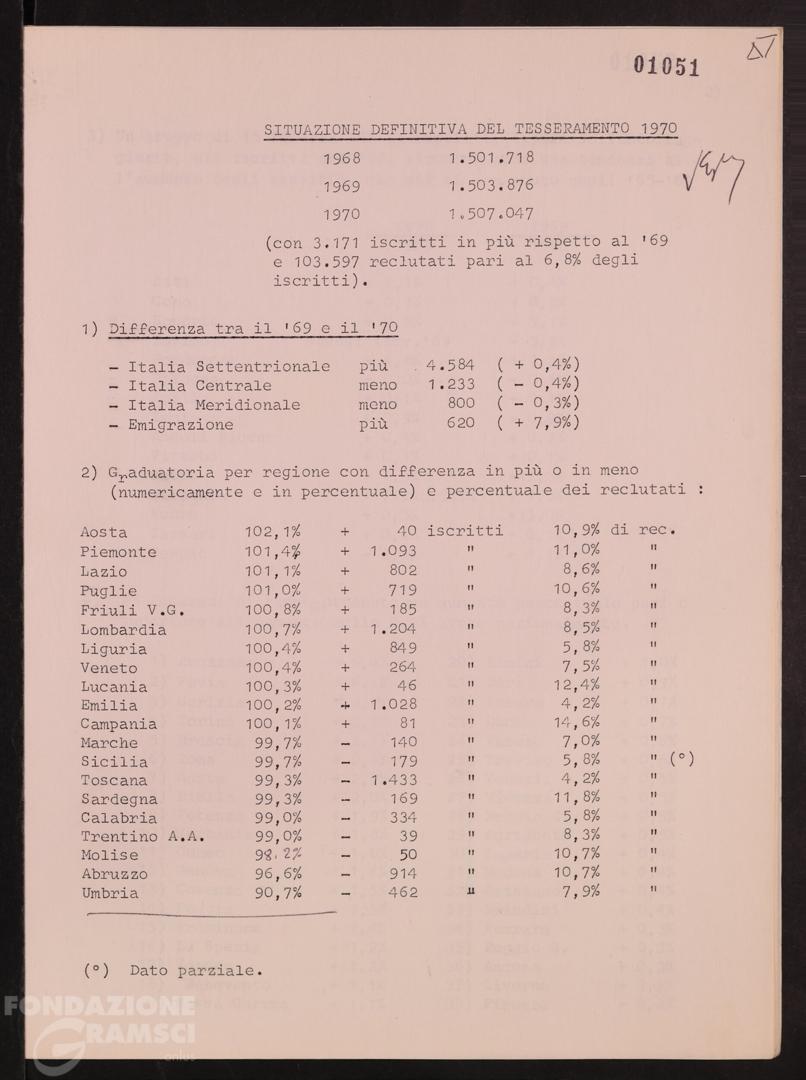 01051
SITUAZIONE DEFINITIVA DEL TESSERAMENTO 1970
1968 1.501.718
1969 1.503.876
1970 1.507.047
(con 3.171 iscritti in più rispetto al '69
e 103.597 reclutati pari al 6,8% degli
iscritti).
1) Differenza tra il '69 e il '70
- Italia Settentrionale più 4.584 ( + 0,4%)
- Italia Centrale meno 1.233 ( - 0,4%)
- Italia Meridionale meno 800 ( - 0,3%)
- Emigrazione più 620 ( + 7,9%)
2) Graduatoria per regione con differenza in più o in meno
(numericamente e in percentuale) e percentuale dei reclutati :
Aosta 102,1% + 40 iscritti 10,9% di rec.
Piemonte 101,4% + 1.093 " 11,0% "
Lazio 101,1% + 802 " 8,6% "
Puglie 101,0% + 719 " 10,6% "
Friuli V.G. 100,8% + 185 " 8,3% "
Lombardia 100,7% + 1.204 " 8,5% "
Liguria 100,4% + 849 " 5,8% "
Veneto 100,4% + 264 " 7,5% "
Lucania 100,3% + 46 " 12,4% "
Emilia 100,2% + 1.028 " 4,2% "
Campania 100,1% + 81 " 14,6% "
Marche 99,7% - 140 " 7,0% "
Sicilia 99,7% - 179 " 5,8% " (°)
Toscana 99,3% - 1.433 " 4,2% "
Sardegna 99,3% - 169 " 11,8% "
Calabria 99,0% - 334 " 5,8% "
Trentino A.A. 99,0% - 39 " 8,3% "
Molise 98,2% - 50 " 10,7% "
Abruzzo 96,6% - 914 " 10,7% "
Umbria 90,7% - 462 " 7,9% "
(°) Dato parziale.
FONDAZIONE
GRAMSCI
onlus